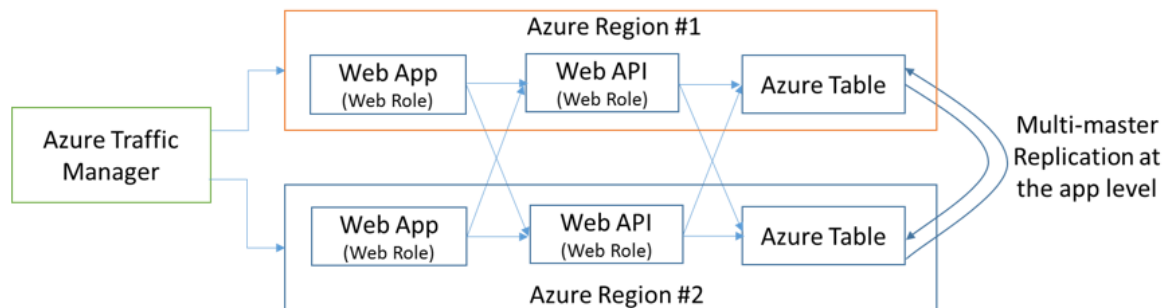 Azure Region #1
Web App
(Web Role)
Web API
(Web Role)
Azure Table
Azure Traffic
Manager
Multi-master
Replication at
the app level
Web App
(Web Role)
Web API
(Web Role)
Azure Table
Azure Region #2